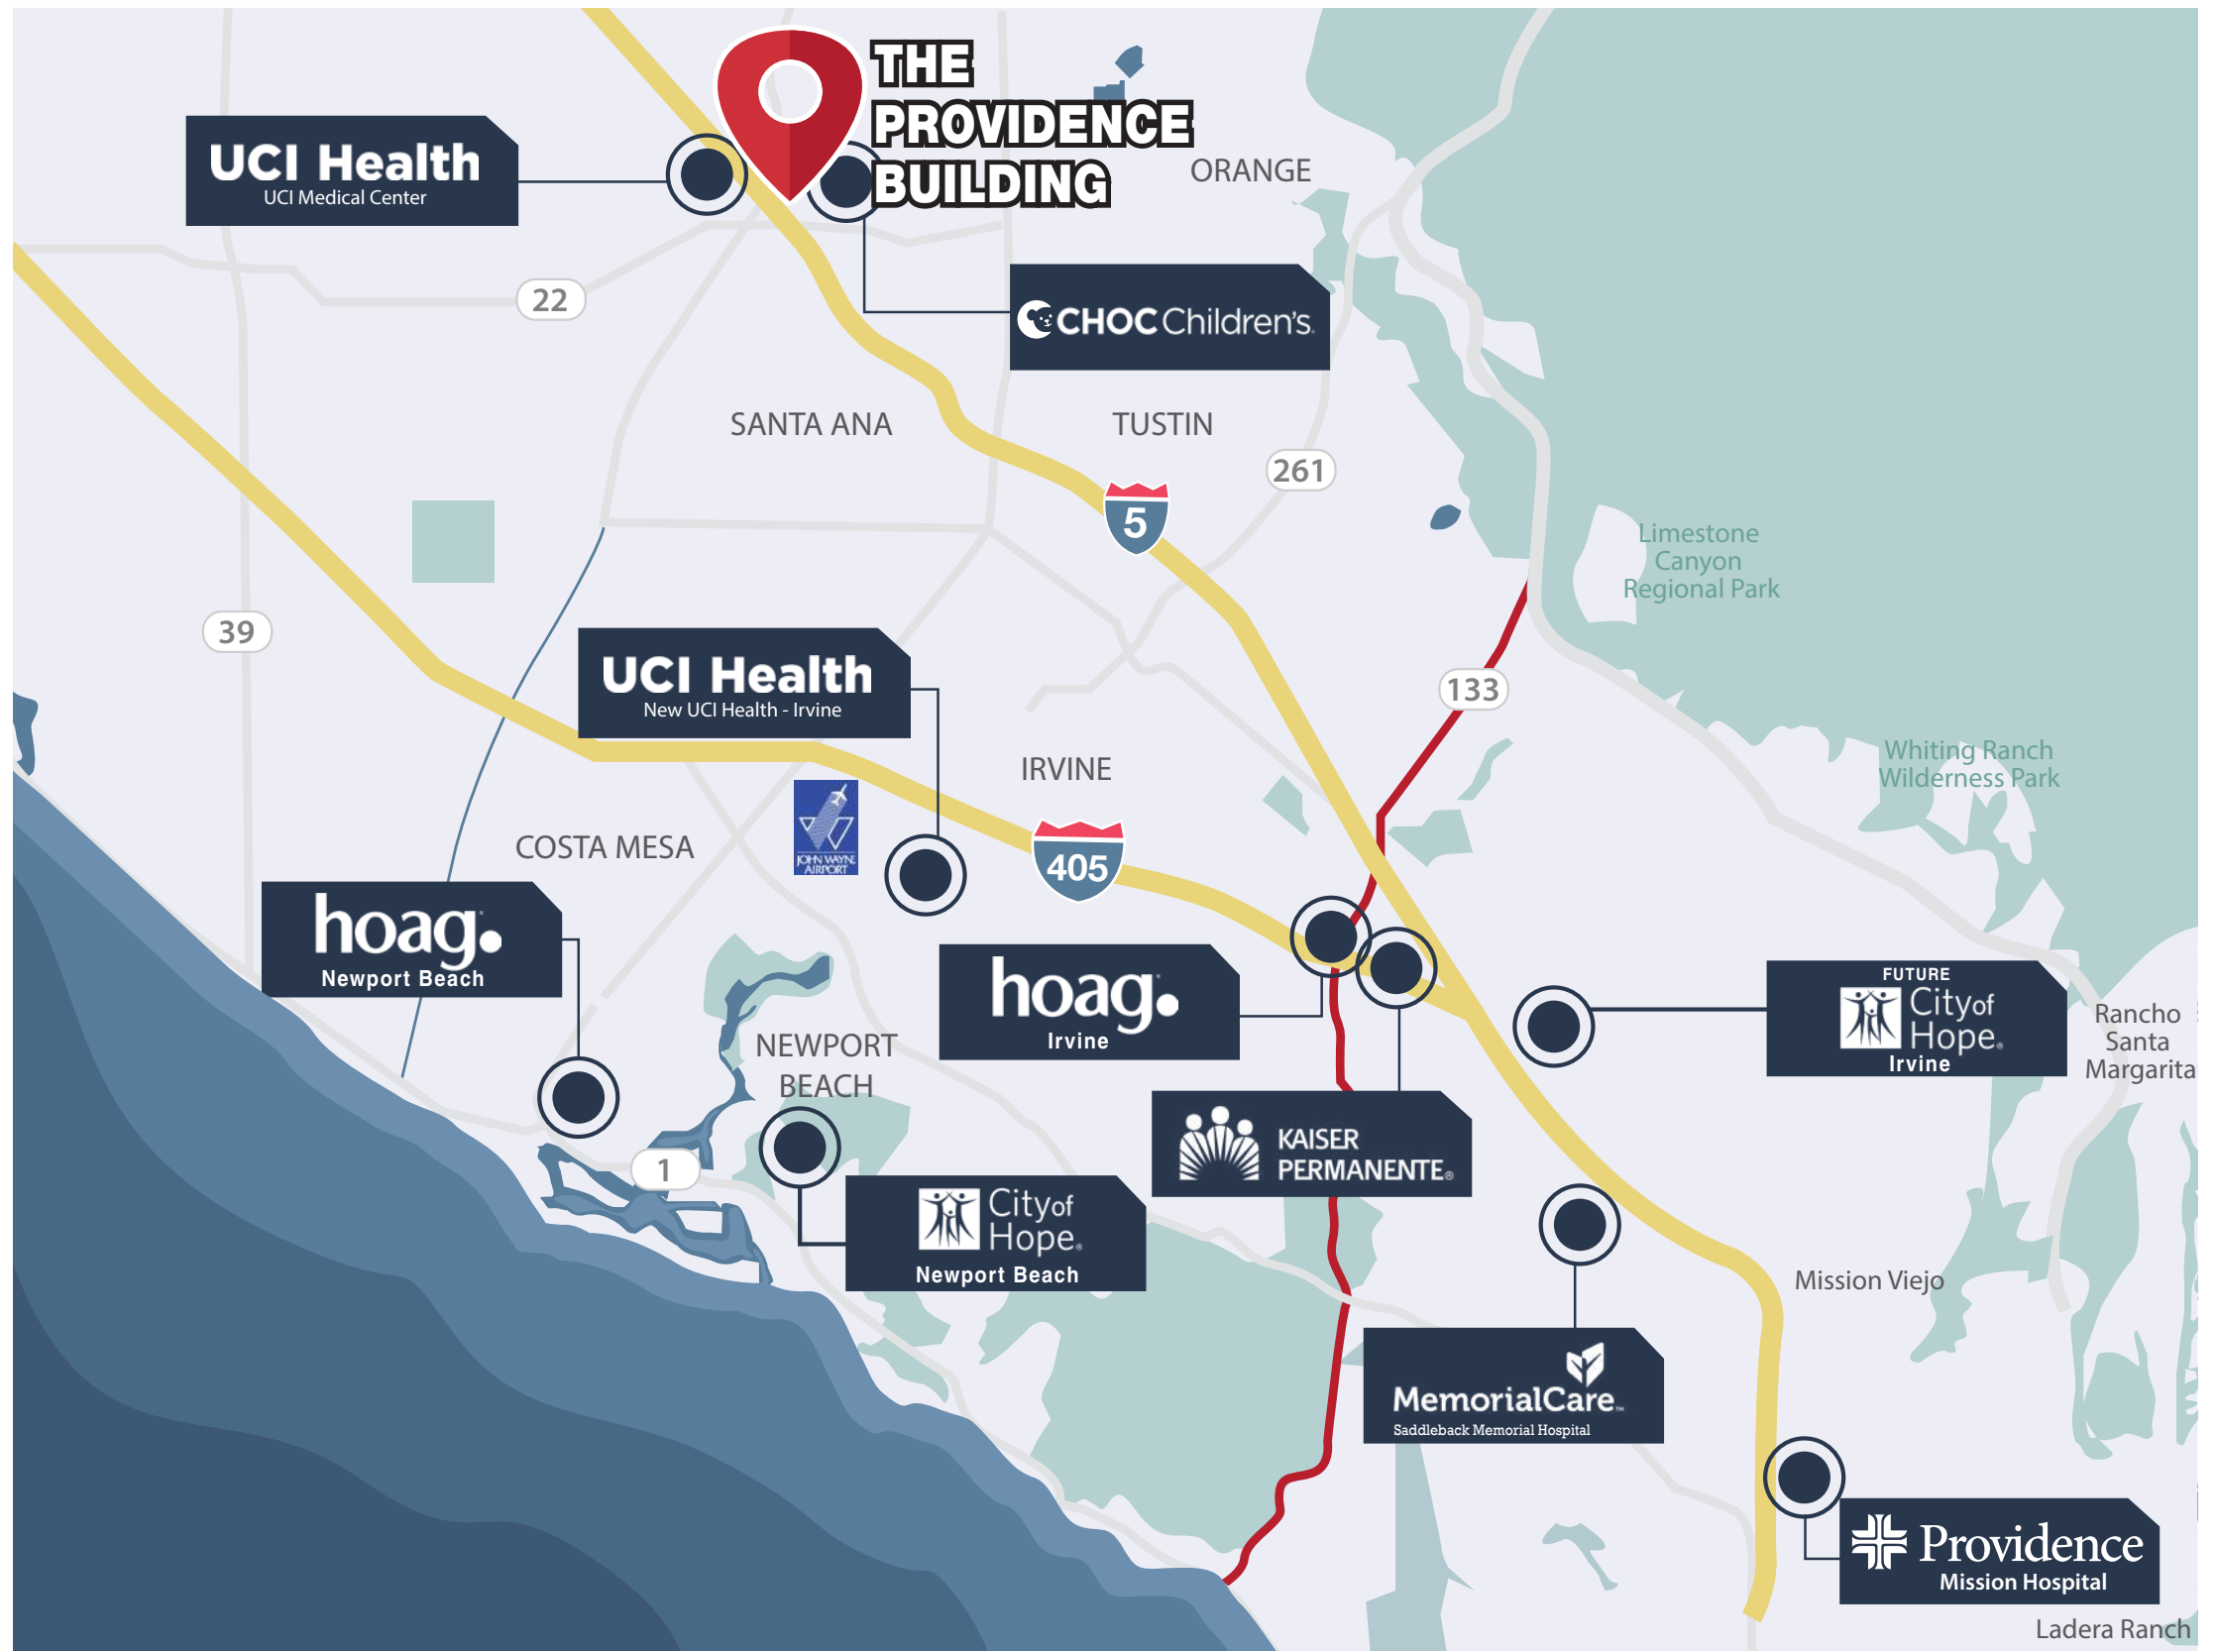 THE
PROVIDENCE
BUILDING
UCI Health
UCI Medical Center
ORANGE
22
CHOC Children's.
SANTA ANA
TUSTIN
261
5
Limestone
Canyon
Regional Park
39
UCI Health
New UCI Health - Irvine
133
Whiting Ranch
Wilderness Park
IRVINE
JOHN WAYNE
AIRPORT
COSTA MESA
405
hoag.
Newport Beach
hoag.
Irvine
FUTURE
City of
Hope®
Irvine
Rancho
Santa
Margarita
NEWPORT
BEACH
KAISER
PERMANENTE®
1
City of
Hope®
Newport Beach
Mission Viejo
MemorialCare™
Saddleback Memorial Hospital
Providence
Mission Hospital
Ladera Ranch